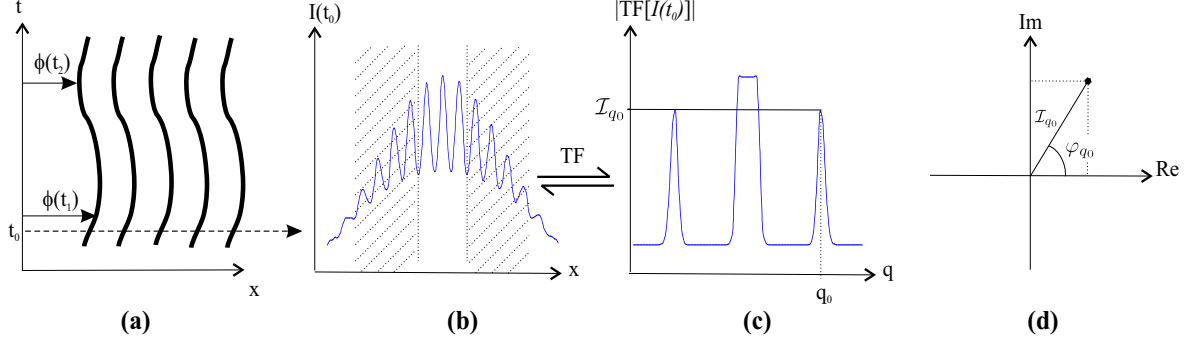 t
ϕ(t₂)
ϕ(t₁)
t₀
x
(a)
I(t₀)
x
(b)
TF
|TF[I(t₀)]|
𝓘q₀
q₀
q
(c)
Im
𝓘q₀
φq₀
Re
(d)